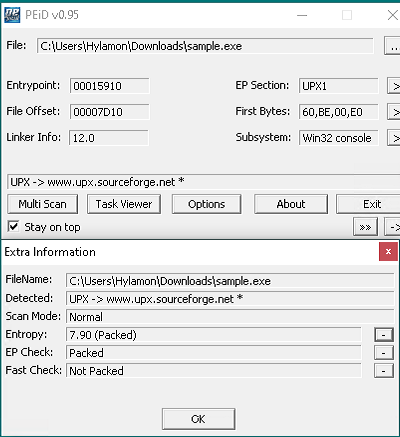 PEiD v0.95
File: C:\Users\Hylamon\Downloads\sample.exe ..
Entrypoint: 00015910 EP Section: UPX1 >
File Offset: 00007D10 First Bytes: 60,BE,00,E0 >
Linker Info: 12.0 Subsystem: Win32 console >
UPX -> www.upx.sourceforge.net *
Multi Scan Task Viewer Options About Exit
Stay on top >> ->
Extra Information x
FileName: C:\Users\Hylamon\Downloads\sample.exe
Detected: UPX -> www.upx.sourceforge.net *
Scan Mode: Normal
Entropy: 7.90 (Packed) -
EP Check: Packed -
Fast Check: Not Packed -
OK